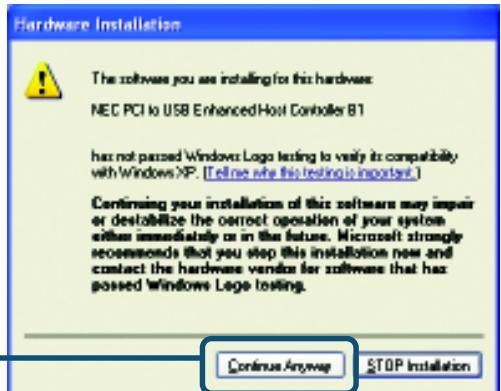 Hardware Installation
The software you are installing for this hardware:
NEC PCI to USB Enhanced Host Controller B1
has not passed Windows Logo testing to verify its compatibility
with Windows XP. (Tell me why this testing is important.)
Continuing your installation of this software may impair
or destabilize the correct operation of your system
either immediately or in the future. Microsoft strongly
recommends that you stop this installation now and
contact the hardware vendor for software that has
passed Windows Logo testing.
Continue Anyway
STOP Installation